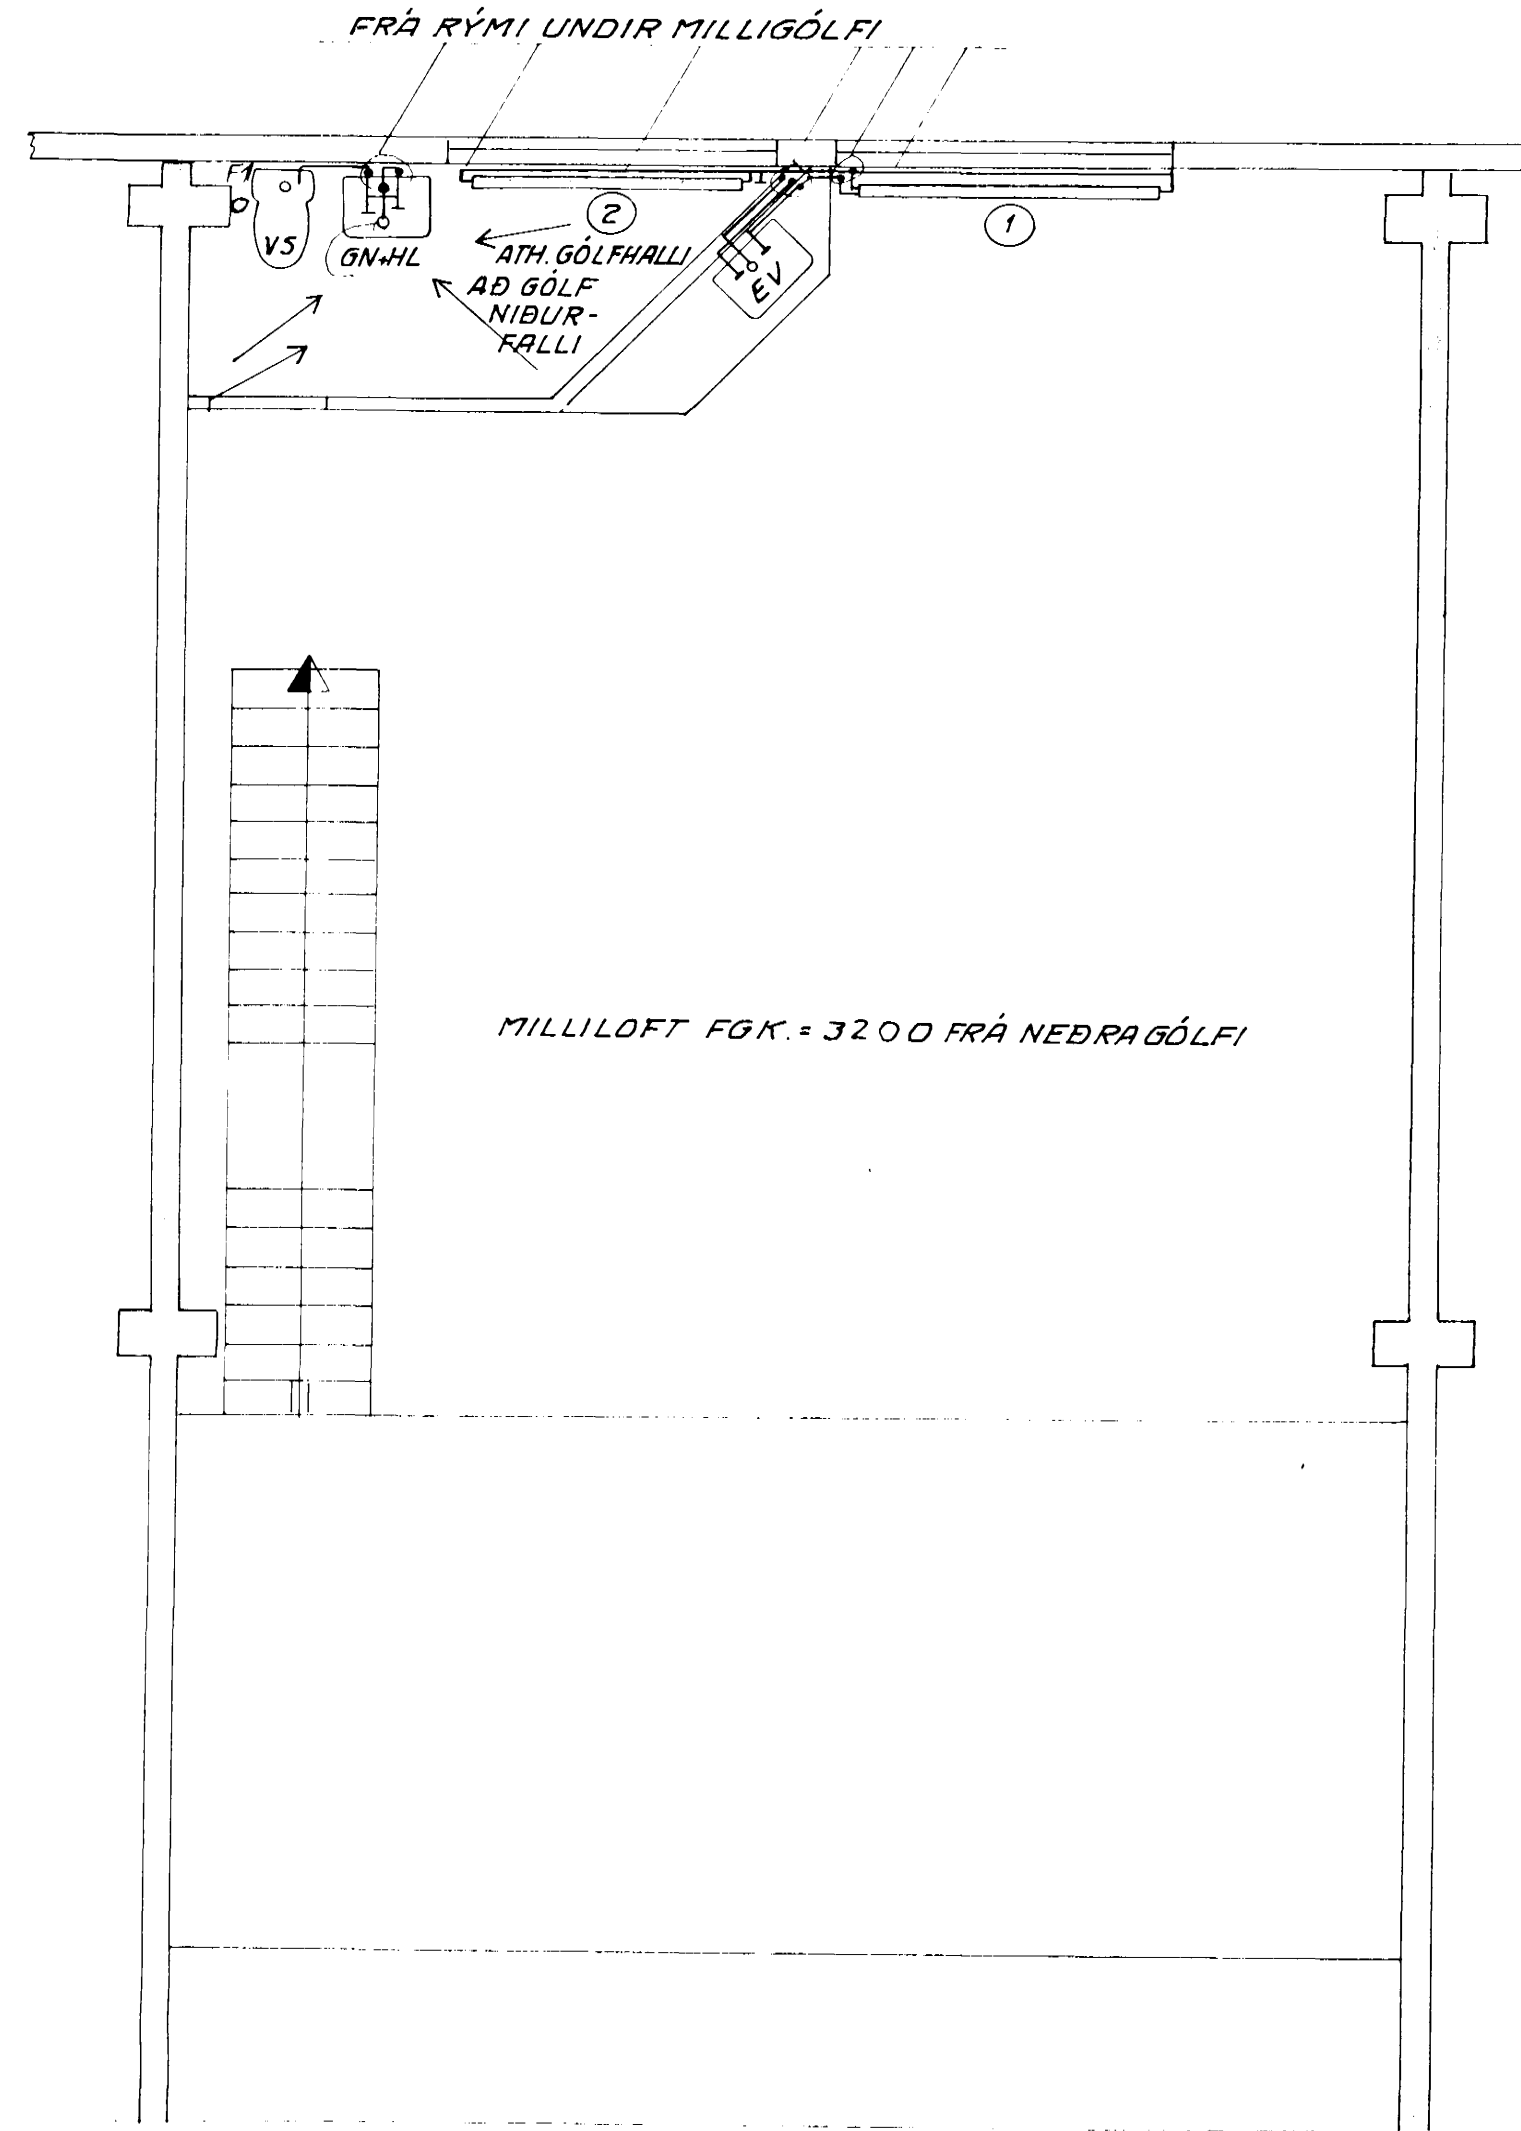 FRÁ RÝMI UNDIR MILLIGÓLFI
F1
VS
GN+HL
2
ATH. GÓLFHALLI
AÐ GÓLF
NIÐUR-
FALLI
EV
1
MILLILOFT FGK. = 3200 FRÁ NEÐRA GÓLFI